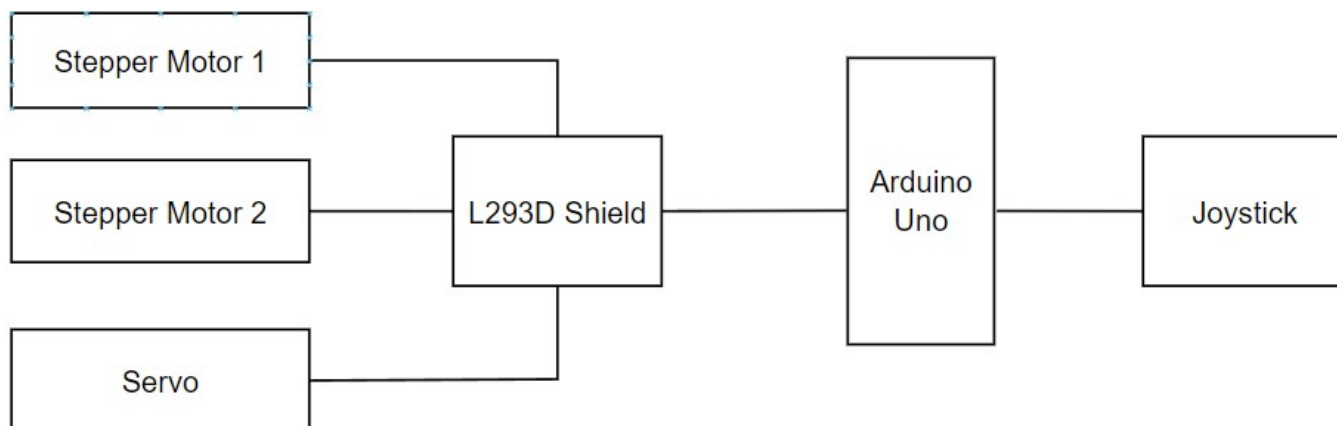 Stepper Motor 1
Stepper Motor 2
L293D Shield
Servo
Arduino
Uno
Joystick